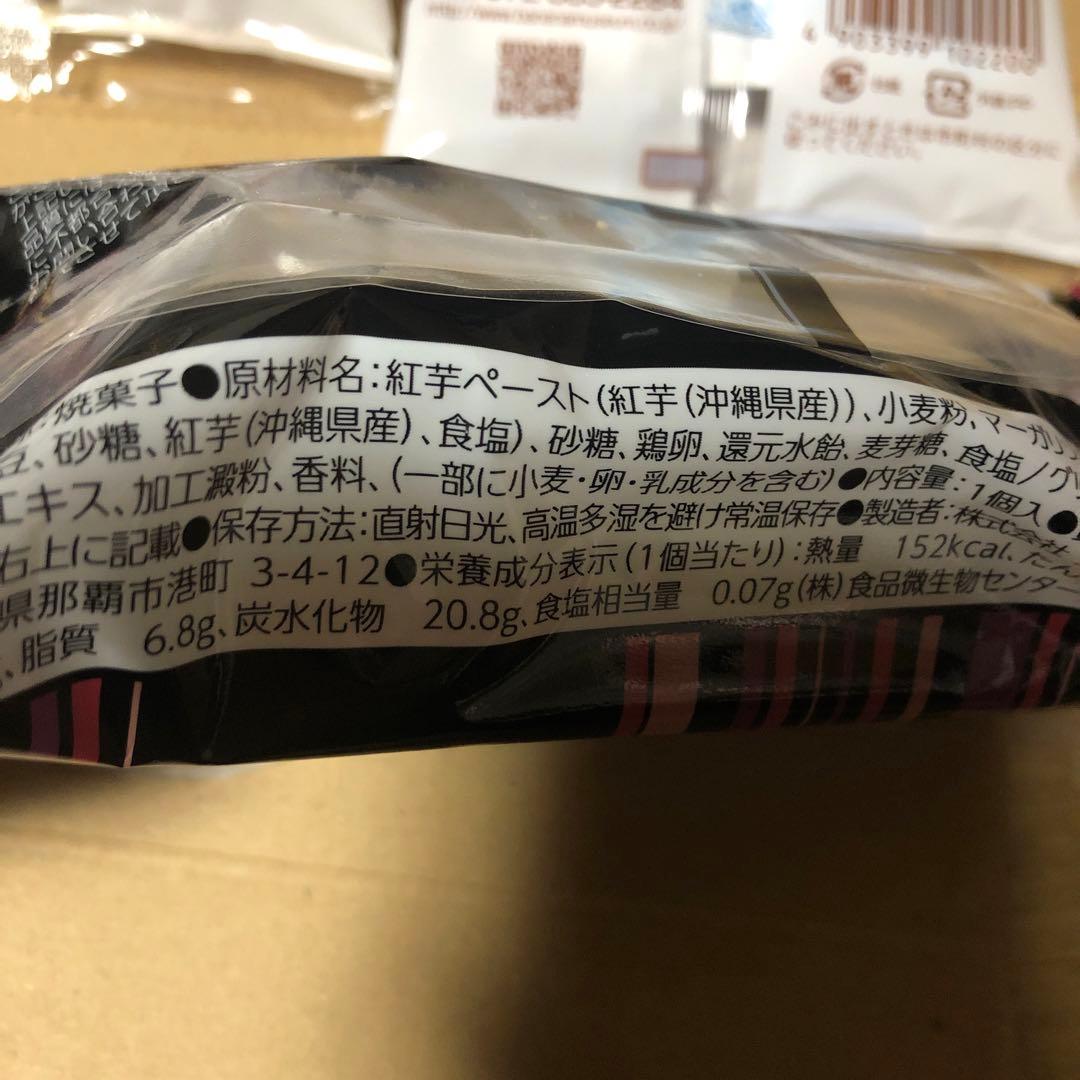 4 903599 102200
焼菓子●原材料名：紅芋ペースト(紅芋(沖縄県産))、小麦粉、マーガリ
豆、砂糖、紅芋(沖縄県産)、食塩)、砂糖、鶏卵、還元水飴、麦芽糖、食塩／グリ
エキス、加工澱粉、香料、(一部に小麦・卵・乳成分を含む)●内容量：1個入●
右上に記載●保存方法：直射日光、高温多湿を避け常温保存●製造者：株式会社
県那覇市港町 3-4-12●栄養成分表示(1個当たり)：熱量 152kcal、たん
、脂質 6.8g、炭水化物 20.8g、食塩相当量 0.07g(株)食品微生物センター